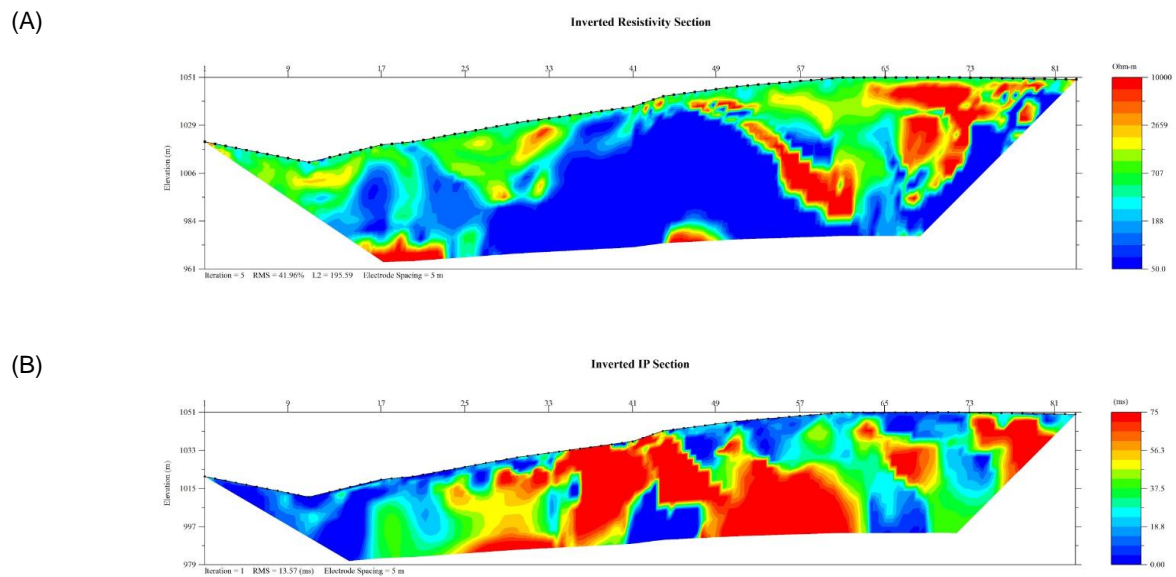 (A)
Inverted Resistivity Section
1 9 17 25 33 41 49 57 65 73 81
Ohm-m
1051
1029
1006
984
961
Elevation (m)
10000
2659
707
188
50.0
Iteration = 5 RMS = 41.96% L2 = 195.59 Electrode Spacing = 5 m
(B)
Inverted IP Section
1 9 17 25 33 41 49 57 65 73 81
(ms)
1051
1033
1015
997
979
Elevation (m)
75
56.3
37.5
18.8
0.00
Iteration = 1 RMS = 13.57 (ms) Electrode Spacing = 5 m